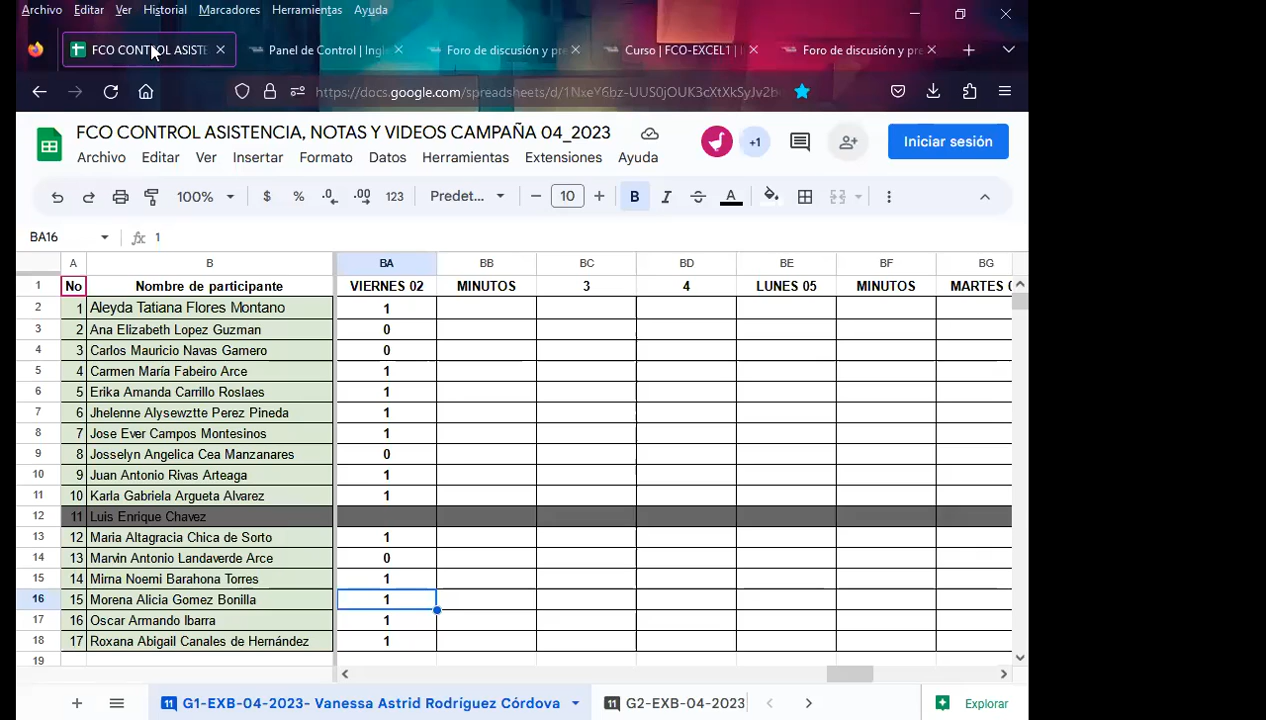 Archivo Editar Ver Historial Marcadores Herramientas Ayuda
FCO CONTROL ASISTE Panel de Control | Ingle Foro de discusión y pre Curso | FCO-EXCEL1 | I Foro de discusión y pre
https://docs.google.com/spreadsheets/d/1NxeY6bz-UUS0jOUK3cXtXkSyJv2b
FCO CONTROL ASISTENCIA, NOTAS Y VIDEOS CAMPAÑA 04_2023
+1
Iniciar sesión
Archivo Editar Ver Insertar Formato Datos Herramientas Extensiones Ayuda
100% $ % .0 .00 123 Predet... 10 B I S A
BA16 fx 1
A B BA BB BC BD BE BF BG
1 No Nombre de participante VIERNES 02 MINUTOS 3 4 LUNES 05 MINUTOS MARTES
2 1 Aleyda Tatiana Flores Montano 1
3 2 Ana Elizabeth Lopez Guzman 0
4 3 Carlos Mauricio Navas Gamero 0
5 4 Carmen María Fabeiro Arce 1
6 5 Erika Amanda Carrillo Roslaes 1
7 6 Jhelenne Alysewztte Perez Pineda 1
8 7 Jose Ever Campos Montesinos 1
9 8 Josselyn Angelica Cea Manzanares 0
10 9 Juan Antonio Rivas Arteaga 1
11 10 Karla Gabriela Argueta Alvarez 1
12 11 Luis Enrique Chavez
13 12 Maria Altagracia Chica de Sorto 1
14 13 Marvin Antonio Landaverde Arce 0
15 14 Mirna Noemi Barahona Torres 1
16 15 Morena Alicia Gomez Bonilla 1
17 16 Oscar Armando Ibarra 1
18 17 Roxana Abigail Canales de Hernández 1
19
11 G1-EXB-04-2023- Vanessa Astrid Rodríguez Córdova 11 G2-EXB-04-2023 Explorar